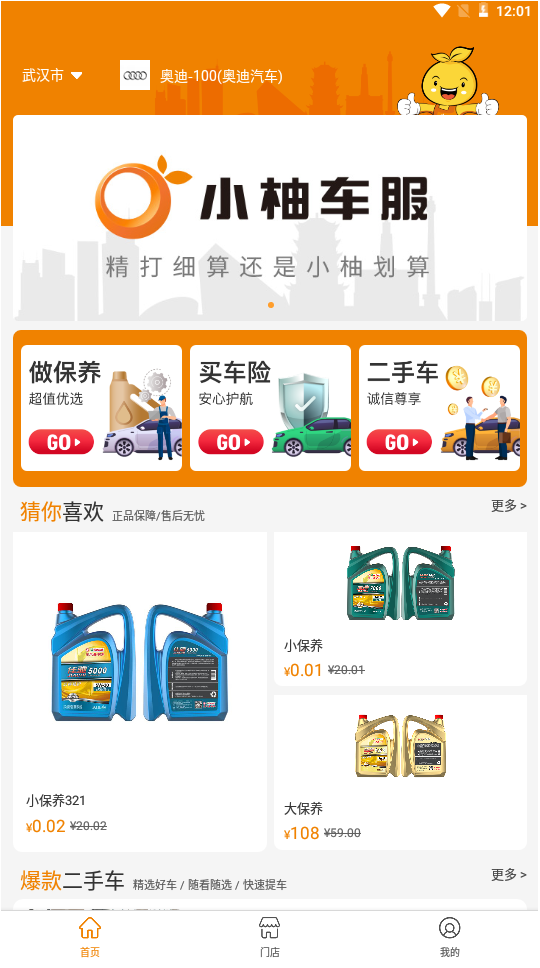 12:01
武汉市
奥迪-100(奥迪汽车)
小柚车服
精打细算还是小柚划算
做保养
超值优选
GO
买车险
安心护航
GO
二手车
诚信尊享
GO
猜你喜欢 正品保障/售后无忧
更多 >
5000
5000
小保养321
¥0.02 ¥20.02
7000
小保养
¥0.01 ¥20.01
大保养
¥108 ¥59.00
爆款二手车 精选好车 / 随看随选 / 快速提车
更多 >
首页
门店
我的